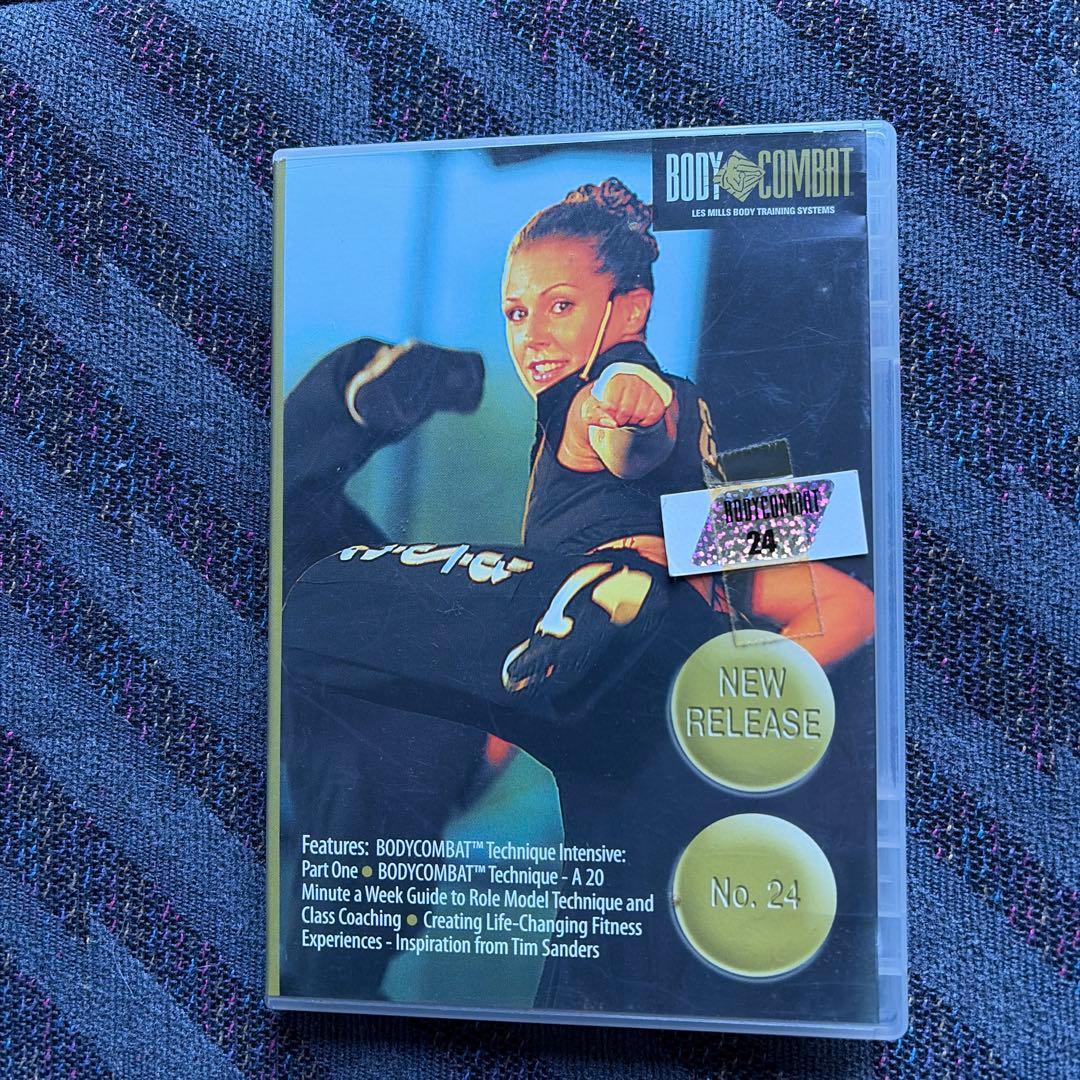 BODY COMBAT
LES MILLS BODY TRAINING SYSTEMS
BODYCOMBAT
24
NEW
RELEASE
No. 24
Features: BODYCOMBAT™ Technique Intensive:
Part One ● BODYCOMBAT™ Technique – A 20
Minute a Week Guide to Role Model Technique and
Class Coaching ● Creating Life-Changing Fitness
Experiences - Inspiration from Tim Sanders